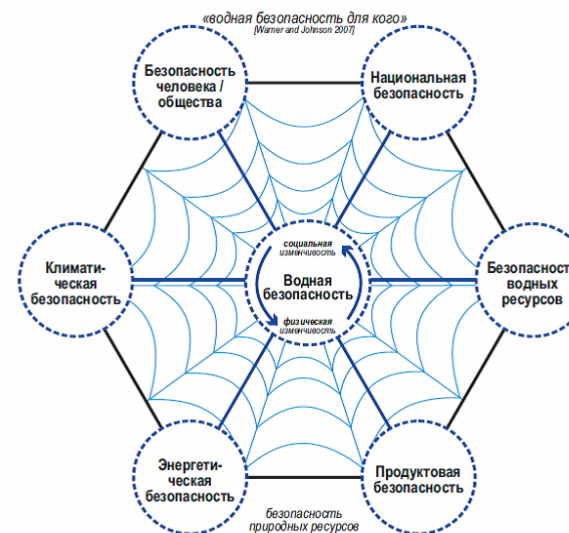 «водная безопасность для кого»
[Warner and Johnson 2007]
Безопасность
человека /
общества
Национальная
безопасность
социальная
изменчивость
Климати-
ческая
безопасность
Водная
безопасность
Безопасность
водных
ресурсов
физическая
изменчивость
Энергети-
ческая
безопасность
Продуктовая
безопасность
безопасность
природных ресурсов